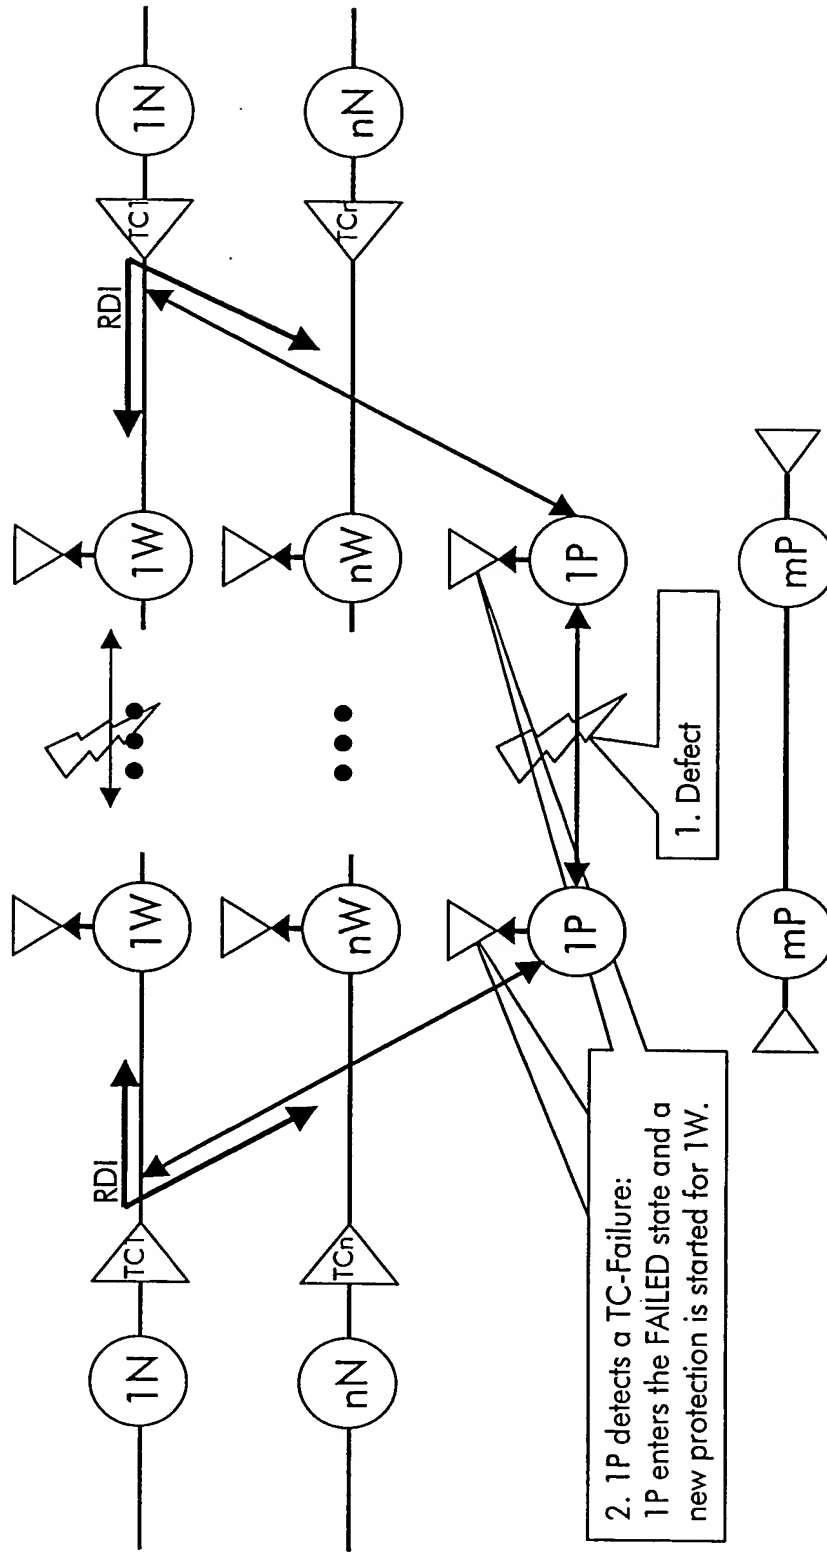 1N
TC1
RDI
1W
1W
RDI
TC1
1N
nN
TCn
nW
nW
TCn
nN
1P
1P
1. Defect
2. 1P detects a TC-Failure:
1P enters the FAILED state and a
new protection is started for 1W.
mP
mP